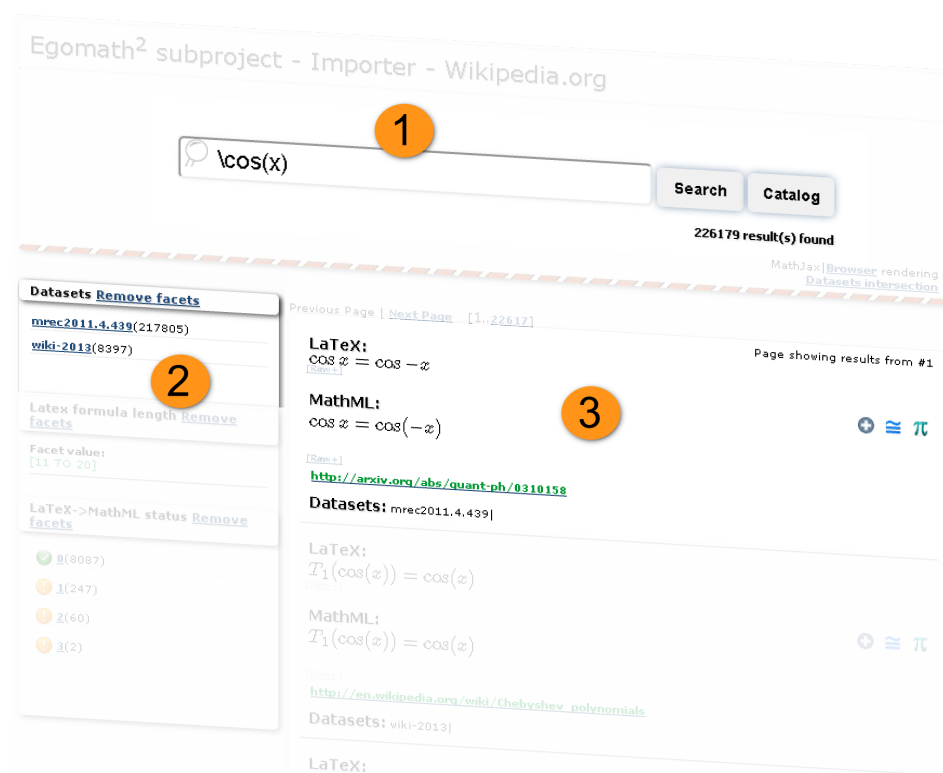 Egomath² subproject - Importer - Wikipedia.org
1
\cos(x)
Search
Catalog
226179 result(s) found
MathJax|Browser rendering
Datasets intersection
Datasets Remove facets
mrec2011.4.439(217805)
wiki-2013(8397)
2
Latex formula length Remove
facets
Facet value:
[11 TO 20]
LaTeX->MathML status Remove
facets
0(8087)
1(247)
2(60)
3(2)
Previous Page | Next Page [1..22617]
Page showing results from #1
LaTeX:
cos x = cos −x
[Raw+]
3
MathML:
cos x = cos(−x)
≅ π
[Raw+]
http://arxiv.org/abs/quant-ph/0310158
Datasets: mrec2011.4.439|
LaTeX:
T₁(cos(x)) = cos(x)
MathML:
T₁(cos(x)) = cos(x)
≅ π
http://en.wikipedia.org/wiki/Chebyshev_polynomials
Datasets: wiki-2013|
LaTeX: